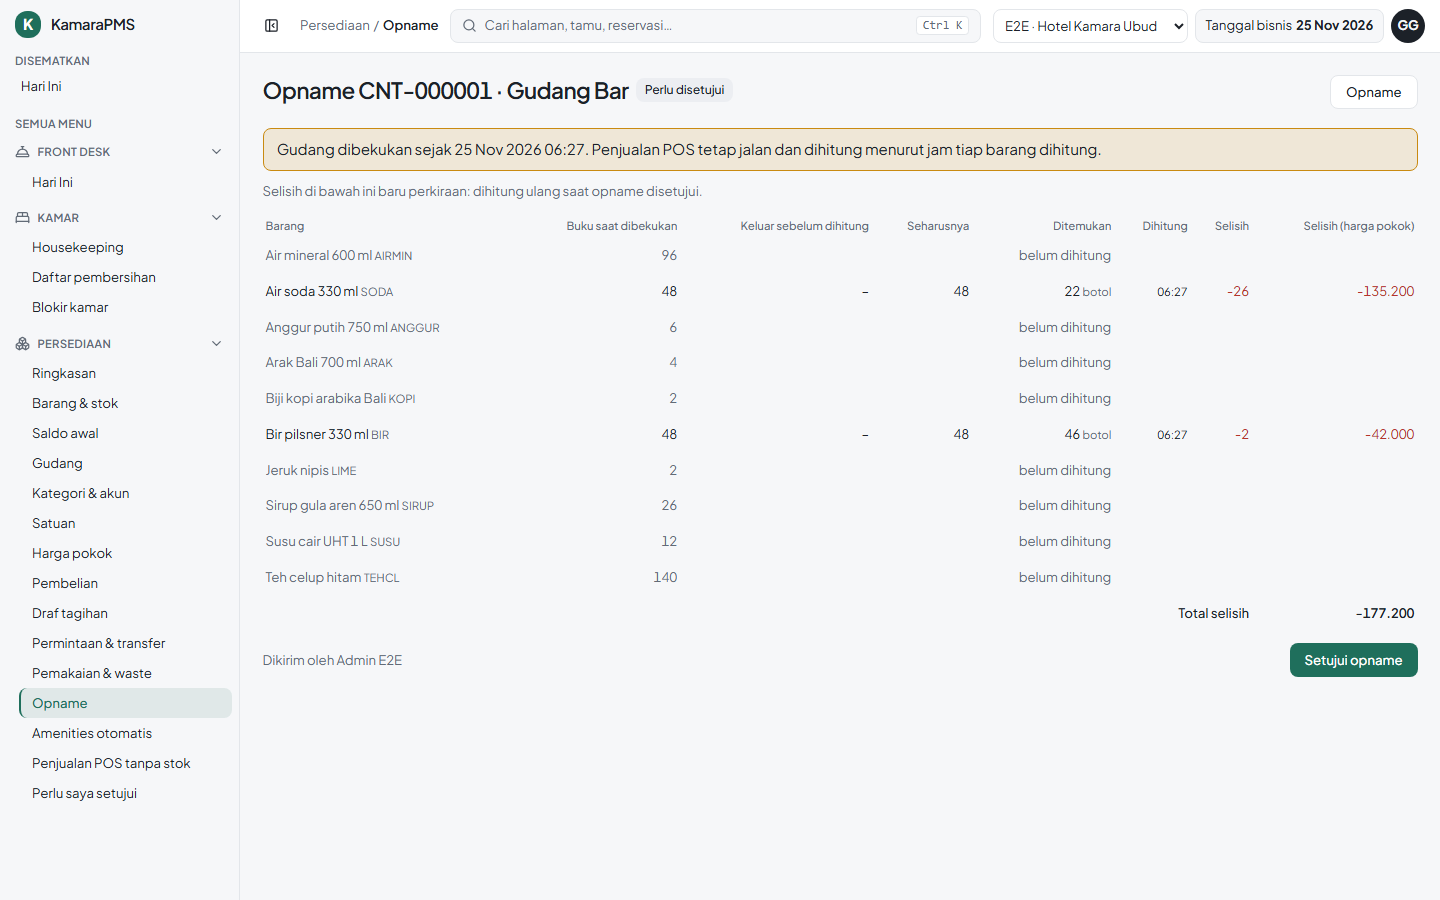 K KamaraPMS
DISEMATKAN
Hari Ini
SEMUA MENU
FRONT DESK
Hari Ini
KAMAR
Housekeeping
Daftar pembersihan
Blokir kamar
PERSEDIAAN
Ringkasan
Barang & stok
Saldo awal
Gudang
Kategori & akun
Satuan
Harga pokok
Pembelian
Draf tagihan
Permintaan & transfer
Pemakaian & waste
Opname
Amenities otomatis
Penjualan POS tanpa stok
Perlu saya setujui
Persediaan / Opname
Cari halaman, tamu, reservasi... Ctrl K
E2E · Hotel Kamara Ubud
Tanggal bisnis 25 Nov 2026
GG
Opname CNT-000001 · Gudang Bar Perlu disetujui
Opname
Gudang dibekukan sejak 25 Nov 2026 06:27. Penjualan POS tetap jalan dan dihitung menurut jam tiap barang dihitung.
Selisih di bawah ini baru perkiraan: dihitung ulang saat opname disetujui.
Barang Buku saat dibekukan Keluar sebelum dihitung Seharusnya Ditemukan Dihitung Selisih Selisih (harga pokok)
Air mineral 600 ml AIRMIN 96 belum dihitung
Air soda 330 ml SODA 48 – 48 22 botol 06:27 -26 -135.200
Anggur putih 750 ml ANGGUR 6 belum dihitung
Arak Bali 700 ml ARAK 4 belum dihitung
Biji kopi arabika Bali KOPI 2 belum dihitung
Bir pilsner 330 ml BIR 48 – 48 46 botol 06:27 -2 -42.000
Jeruk nipis LIME 2 belum dihitung
Sirup gula aren 650 ml SIRUP 26 belum dihitung
Susu cair UHT 1 L SUSU 12 belum dihitung
Teh celup hitam TEHCL 140 belum dihitung
Total selisih -177.200
Dikirim oleh Admin E2E
Setujui opname